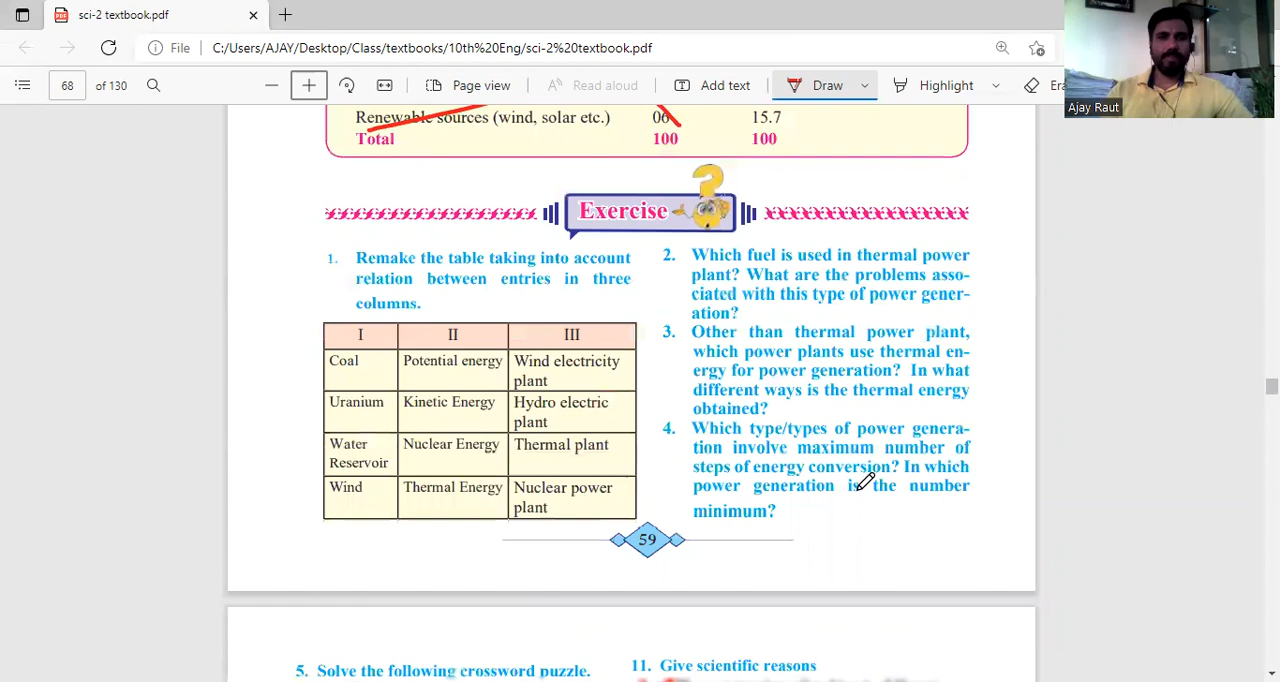 sci-2 textbook.pdf
File C:/Users/AJAY/Desktop/Class/textbooks/10th%20Eng/sci-2%20textbook.pdf
68 of 130 Page view Read aloud Add text Draw Highlight Era
Ajay Raut
Renewable sources (wind, solar etc.) 06 15.7
Total 100 100
?
Exercise
1. Remake the table taking into account
relation between entries in three
columns.
I II III
Coal Potential energy Wind electricity
plant
Uranium Kinetic Energy Hydro electric
plant
Water Nuclear Energy Thermal plant
Reservoir
Wind Thermal Energy Nuclear power
plant
2. Which fuel is used in thermal power
plant? What are the problems asso-
ciated with this type of power gener-
ation?
3. Other than thermal power plant,
which power plants use thermal en-
ergy for power generation? In what
different ways is the thermal energy
obtained?
4. Which type/types of power genera-
tion involve maximum number of
steps of energy conversion? In which
power generation is the number
minimum?
59
5. Solve the following crossword puzzle.
11. Give scientific reasons